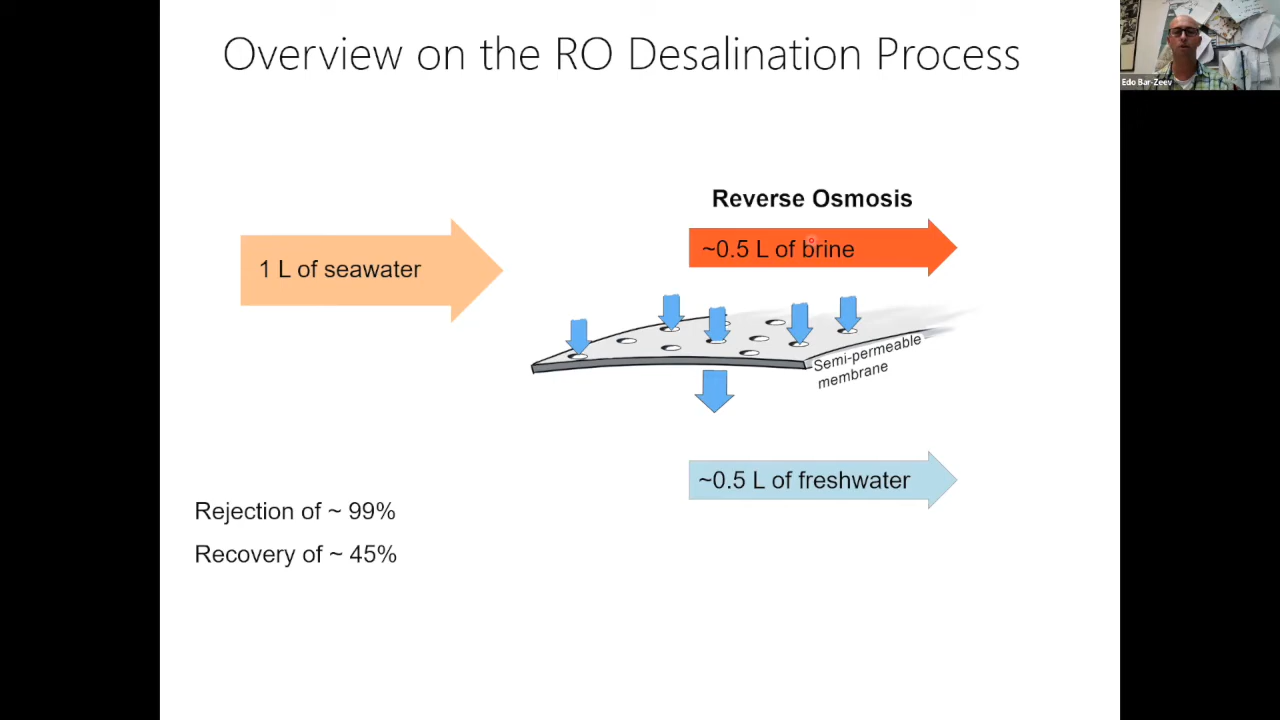 Overview on the RO Desalination Process
Edo Bar-Zeev
Reverse Osmosis
1 L of seawater
~0.5 L of brine
Semi-permeable
membrane
~0.5 L of freshwater
Rejection of ~ 99%
Recovery of ~ 45%